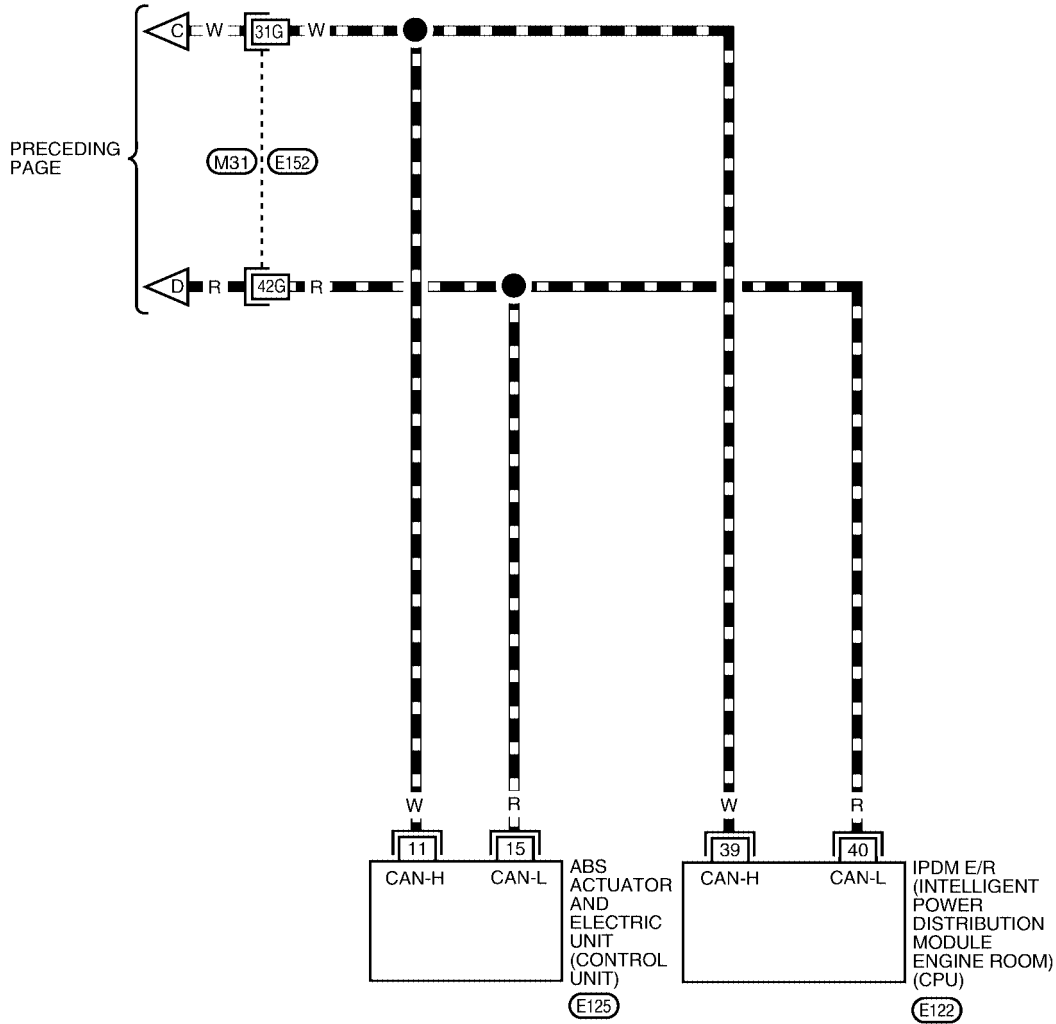 C W 31G W
PRECEDING
PAGE
M31 E152
D R 42G R
W R W R
11 15 39 40
CAN-H CAN-L
ABS
ACTUATOR
AND
ELECTRIC
UNIT
(CONTROL
UNIT)
E125
CAN-H CAN-L
IPDM E/R
(INTELLIGENT
POWER
DISTRIBUTION
MODULE
ENGINE ROOM)
(CPU)
E122